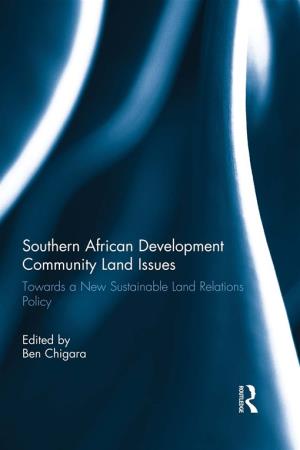 Southern African Development
Community Land Issues
Towards a New Sustainable Land Relations
Policy
Edited by
Ben Chigara
ROUTLEDGE